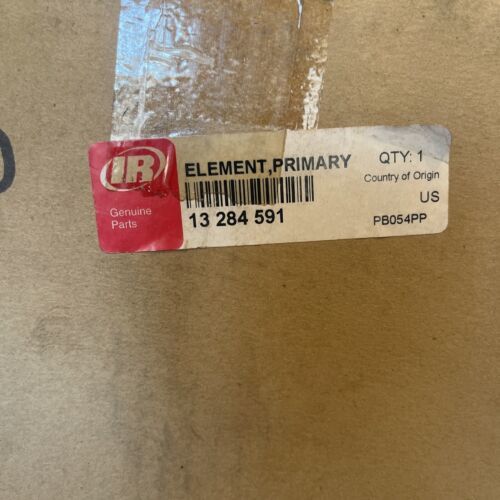 IR
Genuine
Parts
ELEMENT,PRIMARY
13 284 591
QTY: 1
Country of Origin
US
PB054PP